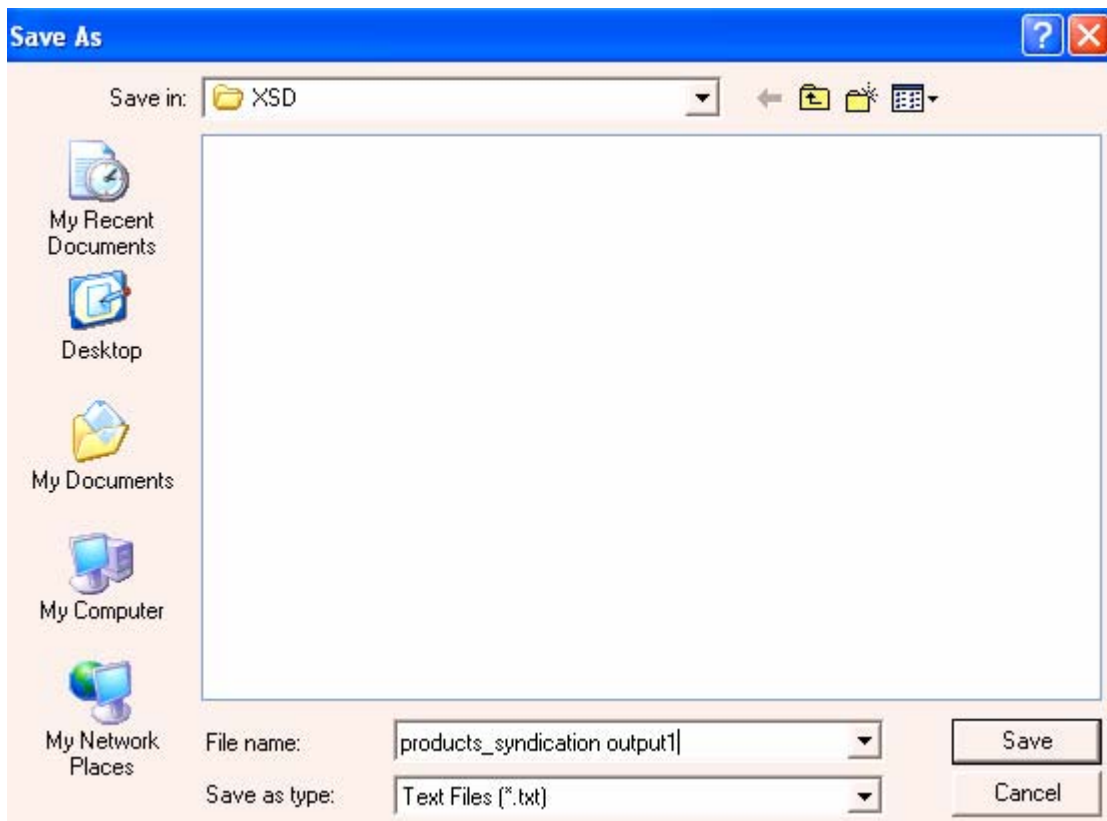 Save As
Save in: XSD
My Recent
Documents
Desktop
My Documents
My Computer
My Network
Places
File name: products_syndication output1 Save
Save as type: Text Files (*.txt) Cancel